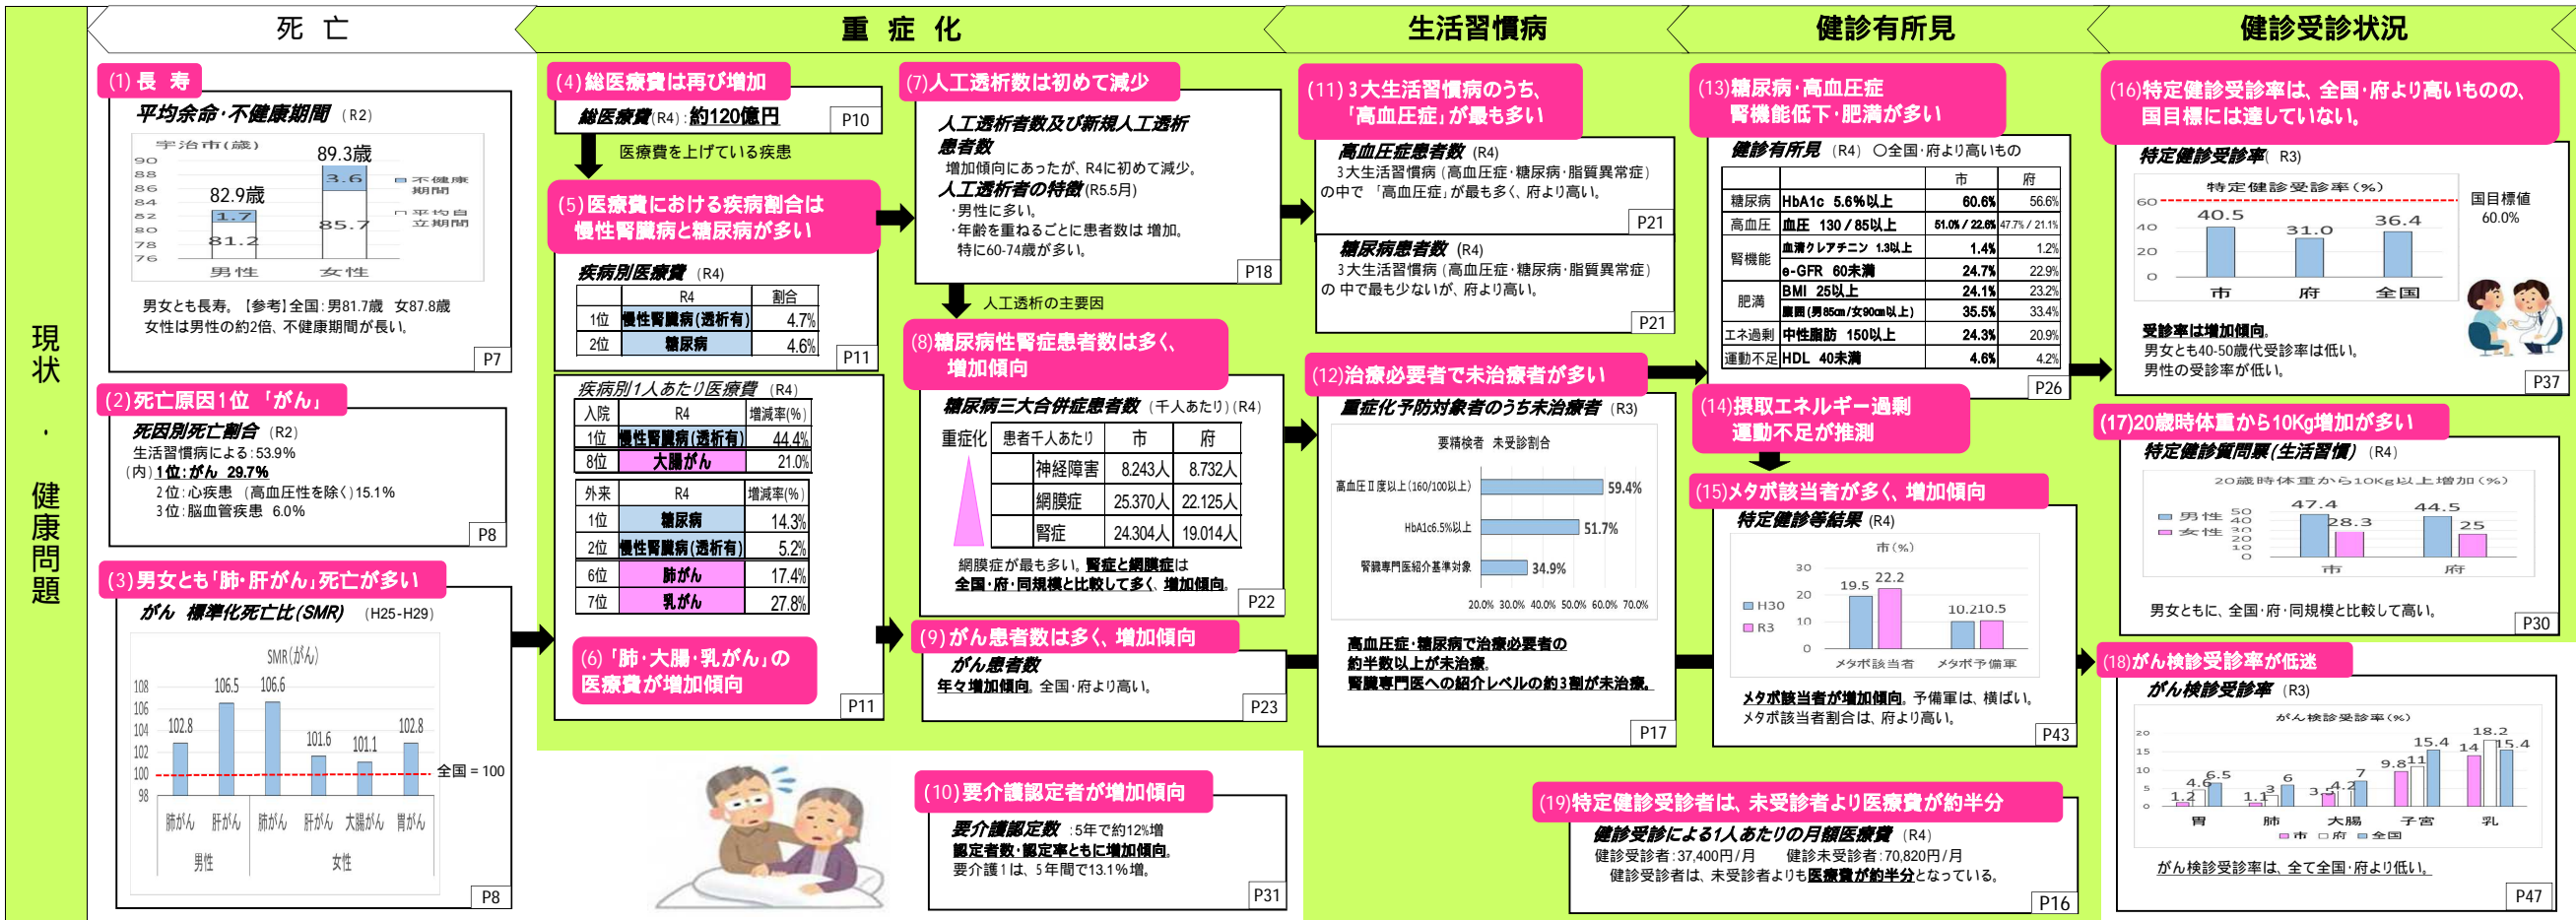 現状・健康問題
死 亡
重 症 化
生活習慣病
健診有所見
健診受診状況
(1)長 寿
平均余命・不健康期間 (R2)
宇治市(歳)
90
88
86
84
82
80
78
76
82.9歳
1.7
81.2
89.3歳
3.6
85.7
男性 女性
不健康期間
平均自立期間
男女とも長寿。【参考】全国：男81.7歳 女87.8歳
女性は男性の約2倍、不健康期間が長い。
P7
(2)死亡原因1位 「がん」
死因別死亡割合 (R2)
生活習慣病による：53.9%
(内)1位：がん 29.7%
2位：心疾患 (高血圧性を除く)15.1%
3位：脳血管疾患 6.0%
P8
(3)男女とも「肺・肝がん」死亡が多い
がん 標準化死亡比(SMR) (H25-H29)
SMR(がん)
108
106
104
102
100
98
102.8 106.5 106.6 101.6 101.1 102.8
全国＝100
肺がん 肝がん 肺がん 肝がん 大腸がん 胃がん
男性 女性
P8
(4)総医療費は再び増加
総医療費(R4)：約120億円
P10
医療費を上げている疾患
(5)医療費における疾病割合は
慢性腎臓病と糖尿病が多い
疾病別医療費 (R4)
R4 割合
1位 慢性腎臓病(透析有) 4.7%
2位 糖尿病 4.6%
P11
疾病別1人あたり医療費 (R4)
入院 R4 増減率(%)
1位 慢性腎臓病(透析有) 44.4%
8位 大腸がん 21.0%
外来 R4 増減率(%)
1位 糖尿病 14.3%
2位 慢性腎臓病(透析有) 5.2%
6位 肺がん 17.4%
7位 乳がん 27.8%
(6)「肺・大腸・乳がん」の
医療費が増加傾向
P11
(7)人工透析数は初めて減少
人工透析者数及び新規人工透析
患者数
増加傾向にあったが、R4に初めて減少。
人工透析者の特徴(R5.5月)
・男性に多い。
・年齢を重ねるごとに患者数は 増加。
特に60-74歳が多い。
P18
人工透析の主要因
(8)糖尿病性腎症患者数は多く、
増加傾向
糖尿病三大合併症患者数 (千人あたり)(R4)
重症化
患者千人あたり 市 府
神経障害 8.243人 8.732人
網膜症 25.370人 22.125人
腎症 24.304人 19.014人
網膜症が最も多い。腎症と網膜症は
全国・府・同規模と比較して多く、増加傾向。
P22
(9)がん患者数は多く、増加傾向
がん患者数
年々増加傾向。全国・府より高い。
P23
(10)要介護認定者が増加傾向
要介護認定数 ：5年で約12%増
認定者数・認定率ともに増加傾向。
要介護1は、5年間で13.1%増。
P31
(11)3大生活習慣病のうち、
「高血圧症」が最も多い
高血圧症患者数 (R4)
3大生活習慣病 (高血圧症・糖尿病・脂質異常症)
の中で 「高血圧症」が最も多く、府より高い。
P21
糖尿病患者数 (R4)
3大生活習慣病 (高血圧症・糖尿病・脂質異常症)
の 中で最も少ないが、府より高い。
P21
(12)治療必要者で未治療者が多い
重症化予防対象者のうち未治療者 (R3)
要精検者 未受診割合
高血圧Ⅱ度以上(160/100以上) 59.4%
HbA1c6.5%以上 51.7%
腎臓専門医紹介基準対象 34.9%
20.0% 30.0% 40.0% 50.0% 60.0% 70.0%
高血圧症・糖尿病で治療必要者の
約半数以上が未治療。
腎臓専門医への紹介レベルの約3割が未治療。
P17
(13)糖尿病・高血圧症
腎機能低下・肥満が多い
健診有所見 (R4) ○全国・府より高いもの
市 府
糖尿病 HbA1c 5.6%以上 60.6% 56.6%
高血圧 血圧 130/85以上 51.0%/22.6% 47.7%/21.1%
腎機能 血清クレアチニン 1.3以上 1.4% 1.2%
e-GFR 60未満 24.7% 22.9%
肥満 BMI 25以上 24.1% 23.2%
腹囲(男85㎝/女90㎝以上) 35.5% 33.4%
エネ過剰 中性脂肪 150以上 24.3% 20.9%
運動不足 HDL 40未満 4.6% 4.2%
P26
(14)摂取エネルギー過剰
運動不足が推測
(15)メタボ該当者が多く、増加傾向
特定健診等結果 (R4)
市(%)
30
20
10
0
H30
R3
19.5 22.2 10.2 10.5
メタボ該当者 メタボ予備軍
メタボ該当者が増加傾向。予備軍は、横ばい。
メタボ該当者割合は、府より高い。
P43
(16)特定健診受診率は、全国・府より高いものの、
国目標には達していない。
特定健診受診率( R3)
特定健診受診率(%)
60
40
20
0
40.5 31.0 36.4
市 府 全国
国目標値
60.0%
受診率は増加傾向。
男女とも40-50歳代受診率は低い。
男性の受診率が低い。
P37
(17)20歳時体重から10Kg増加が多い
特定健診質問票(生活習慣) (R4)
20歳時体重から10Kg以上増加(%)
男性
女性
50
40
30
20
10
0
47.4 28.3 44.5 25
市 府
男女ともに、全国・府・同規模と比較して高い。
P30
(18)がん検診受診率が低迷
がん検診受診率 (R3)
がん検診受診率(%)
20
15
10
5
0
1.2 4.6 6.5
1.1 3 6
3.5 4.2 7
9.8 11 15.4
14 18.2 15.4
胃 肺 大腸 子宮 乳
市 府 全国
がん検診受診率は、全て全国・府より低い。
P47
(19)特定健診受診者は、未受診者より医療費が約半分
健診受診による1人あたりの月額医療費 (R4)
健診受診者：37,400円/月 健診未受診者：70,820円/月
健診受診者は、未受診者よりも医療費が約半分となっている。
P16